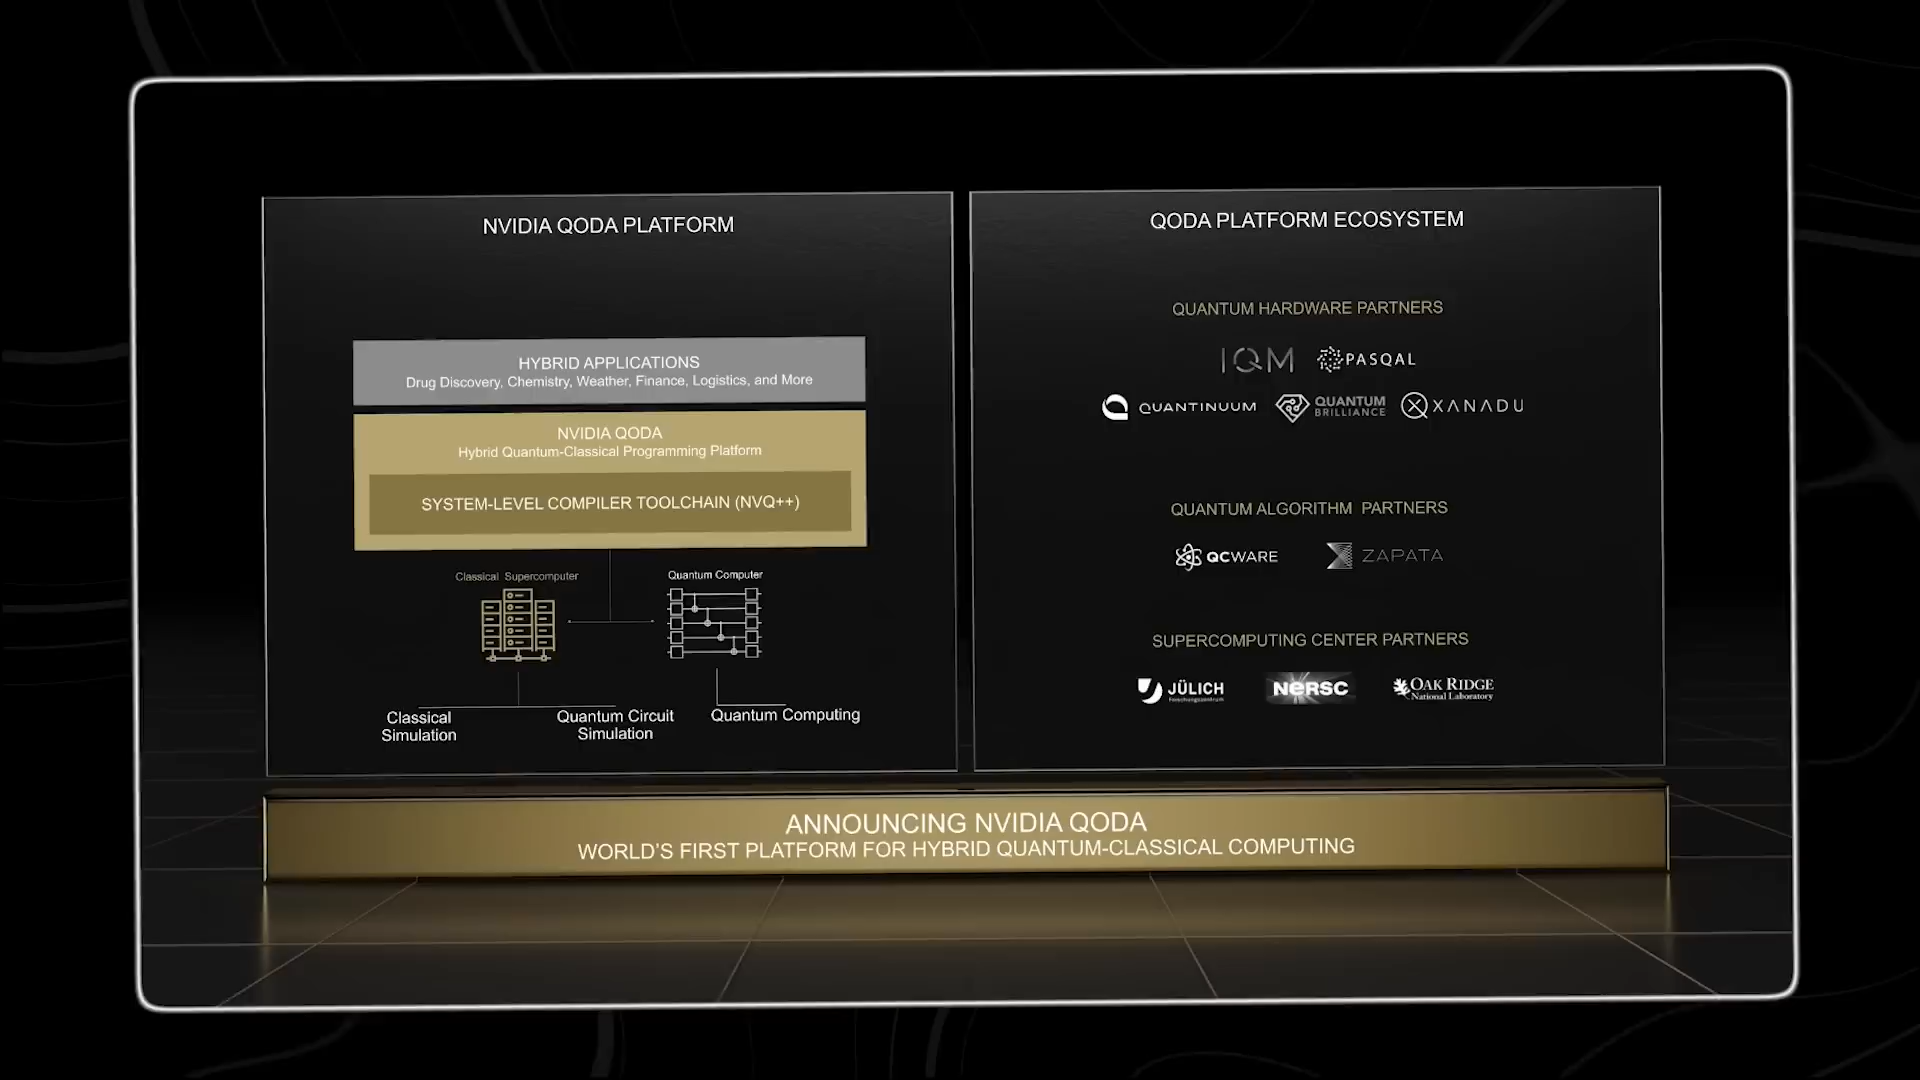 NVIDIA QODA PLATFORM
HYBRID APPLICATIONS
Drug Discovery, Chemistry, Weather, Finance, Logistics, and More
NVIDIA QODA
Hybrid Quantum-Classical Programming Platform
SYSTEM-LEVEL COMPILER TOOLCHAIN (NVQ++)
Classical Supercomputer
Quantum Computer
Classical
Simulation
Quantum Circuit
Simulation
Quantum Computing
QODA PLATFORM ECOSYSTEM
QUANTUM HARDWARE PARTNERS
IQM PASQAL
QUANTINUUM QUANTUM
BRILLIANCE XANADU
QUANTUM ALGORITHM PARTNERS
QCWARE ZAPATA
SUPERCOMPUTING CENTER PARTNERS
JÜLICH
Forschungszentrum
NERSC
OAK RIDGE
National Laboratory
ANNOUNCING NVIDIA QODA
WORLD'S FIRST PLATFORM FOR HYBRID QUANTUM-CLASSICAL COMPUTING